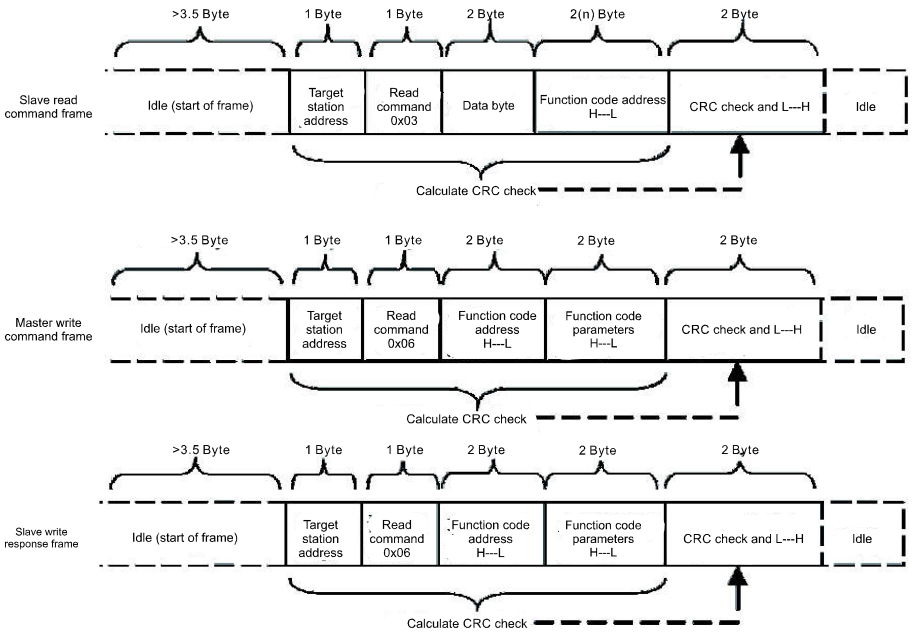 >3.5 Byte
1 Byte
1 Byte
2 Byte
2(n) Byte
2 Byte
Slave read
command frame
Idle (start of frame)
Target
station
address
Read
command
0x03
Data byte
Function code address
H---L
CRC check and L---H
Idle
Calculate CRC check
>3.5 Byte
1 Byte
1 Byte
2 Byte
2 Byte
2 Byte
Master write
command frame
Idle (start of frame)
Target
station
address
Read
command
0x06
Function code
address
H---L
Function code
parameters
H---L
CRC check and L---H
Idle
Calculate CRC check
>3.5 Byte
1 Byte
1 Byte
2 Byte
2 Byte
2 Byte
Slave write
response frame
Idle (start of frame)
Target
station
address
Read
command
0x06
Function code
address
H---L
Function code
parameters
H---L
CRC check and L---H
Idle
Calculate CRC check